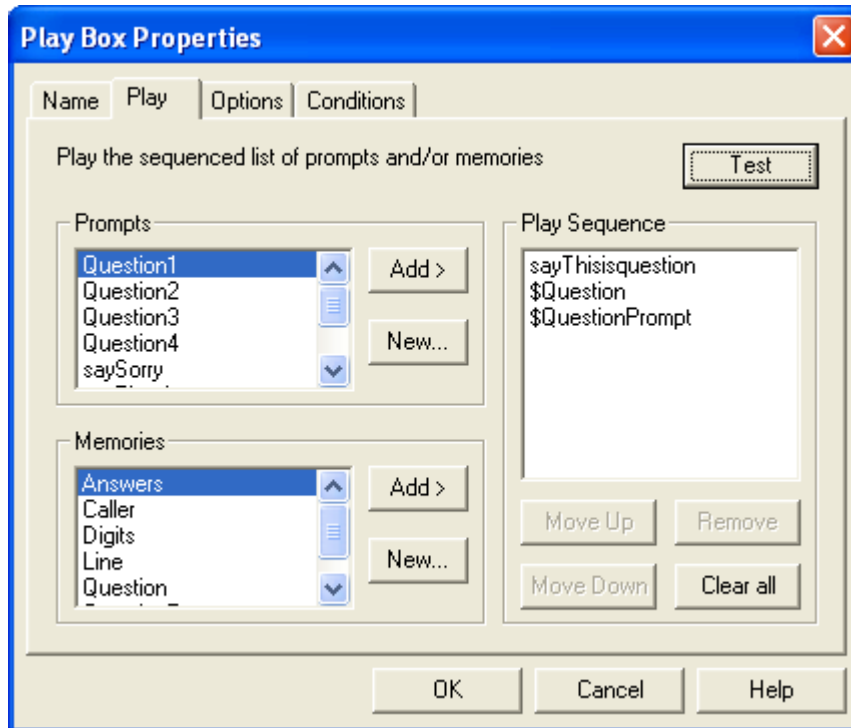 Play Box Properties
Name Play Options Conditions
Play the sequenced list of prompts and/or memories
Test
Prompts
Question1
Question2
Question3
Question4
saySorry
Add >
New...
Memories
Answers
Caller
Digits
Line
Question
Add >
New...
Play Sequence
sayThisisquestion
$Question
$QuestionPrompt
Move Up Remove
Move Down Clear all
OK Cancel Help